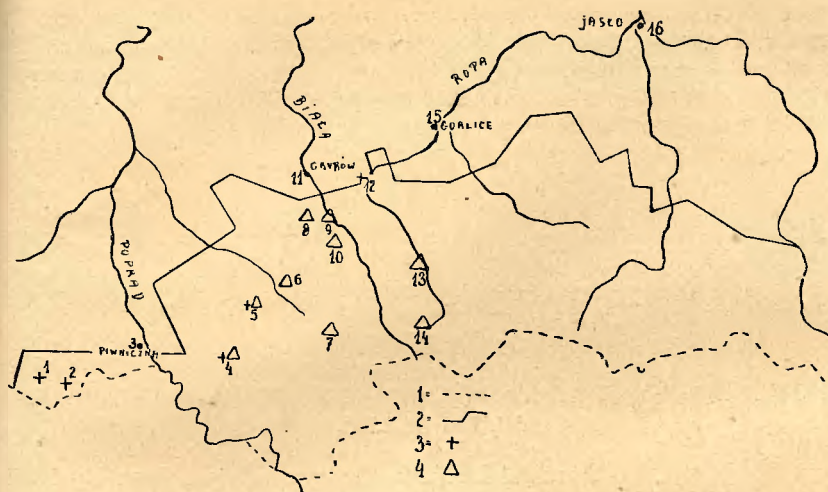 JASŁO 16
ROPA
BIAŁA
15
GORLICE
GRYBÓW
11
12
8 9
10
POPRAD
13
6
5
7
14
3
PIWNICZNA
4
1 2
1=
2=
3= +
4 △